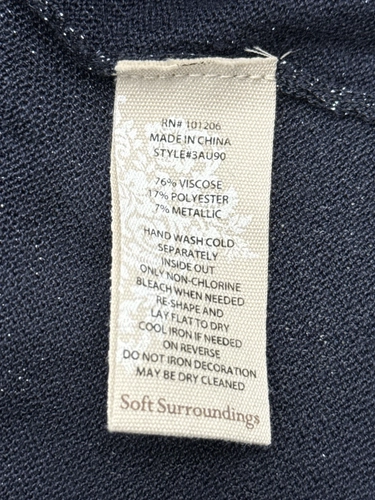 RN# 101206
MADE IN CHINA
STYLE#3AU90
76% VISCOSE
17% POLYESTER
7% METALLIC
HAND WASH COLD
SEPARATELY
INSIDE OUT
ONLY NON-CHLORINE
BLEACH WHEN NEEDED
RE-SHAPE AND
LAY FLAT TO DRY
COOL IRON IF NEEDED
ON REVERSE
DO NOT IRON DECORATION
MAY BE DRY CLEANED
Soft Surroundings